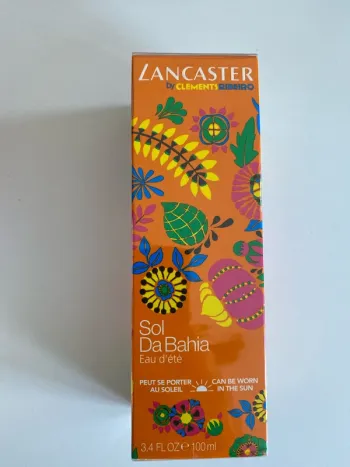 LANCASTER
by CLEMENTS RIBEIRO
Sol
Da Bahia
Eau d'été
PEUT SE PORTER CAN BE WORN
AU SOLEIL IN THE SUN
3.4 FL OZ ℮ 100 ml